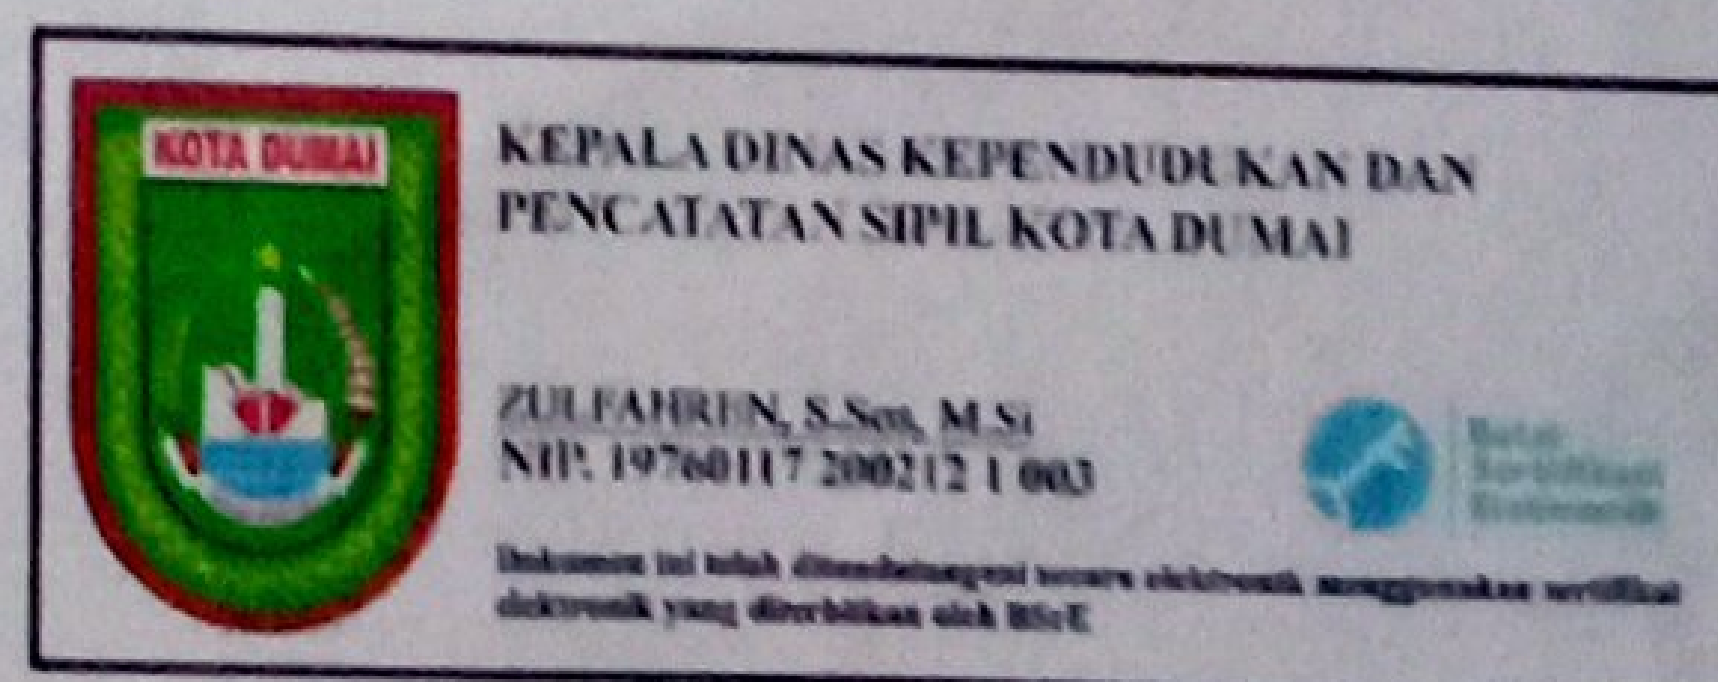 KOTA DUMAI
KEPALA DINAS KEPENDUDUKAN DAN
PENCATATAN SIPIL KOTA DUMAI
ZULFAHREN, S.Sos, M.Si
NIP. 19760117 200212 1 003
Balai
Sertifikasi
Elektronik
Dokumen ini telah ditandatangani secara elektronik menggunakan sertifikat
elektronik yang diterbitkan oleh BSrE